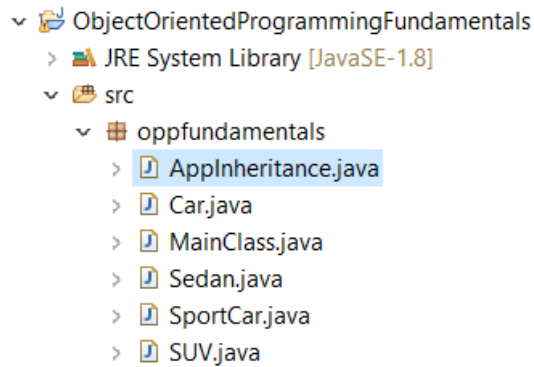 ObjectOrientedProgrammingFundamentals
JRE System Library [JavaSE-1.8]
src
oppfundamentals
AppInheritance.java
Car.java
MainClass.java
Sedan.java
SportCar.java
SUV.java